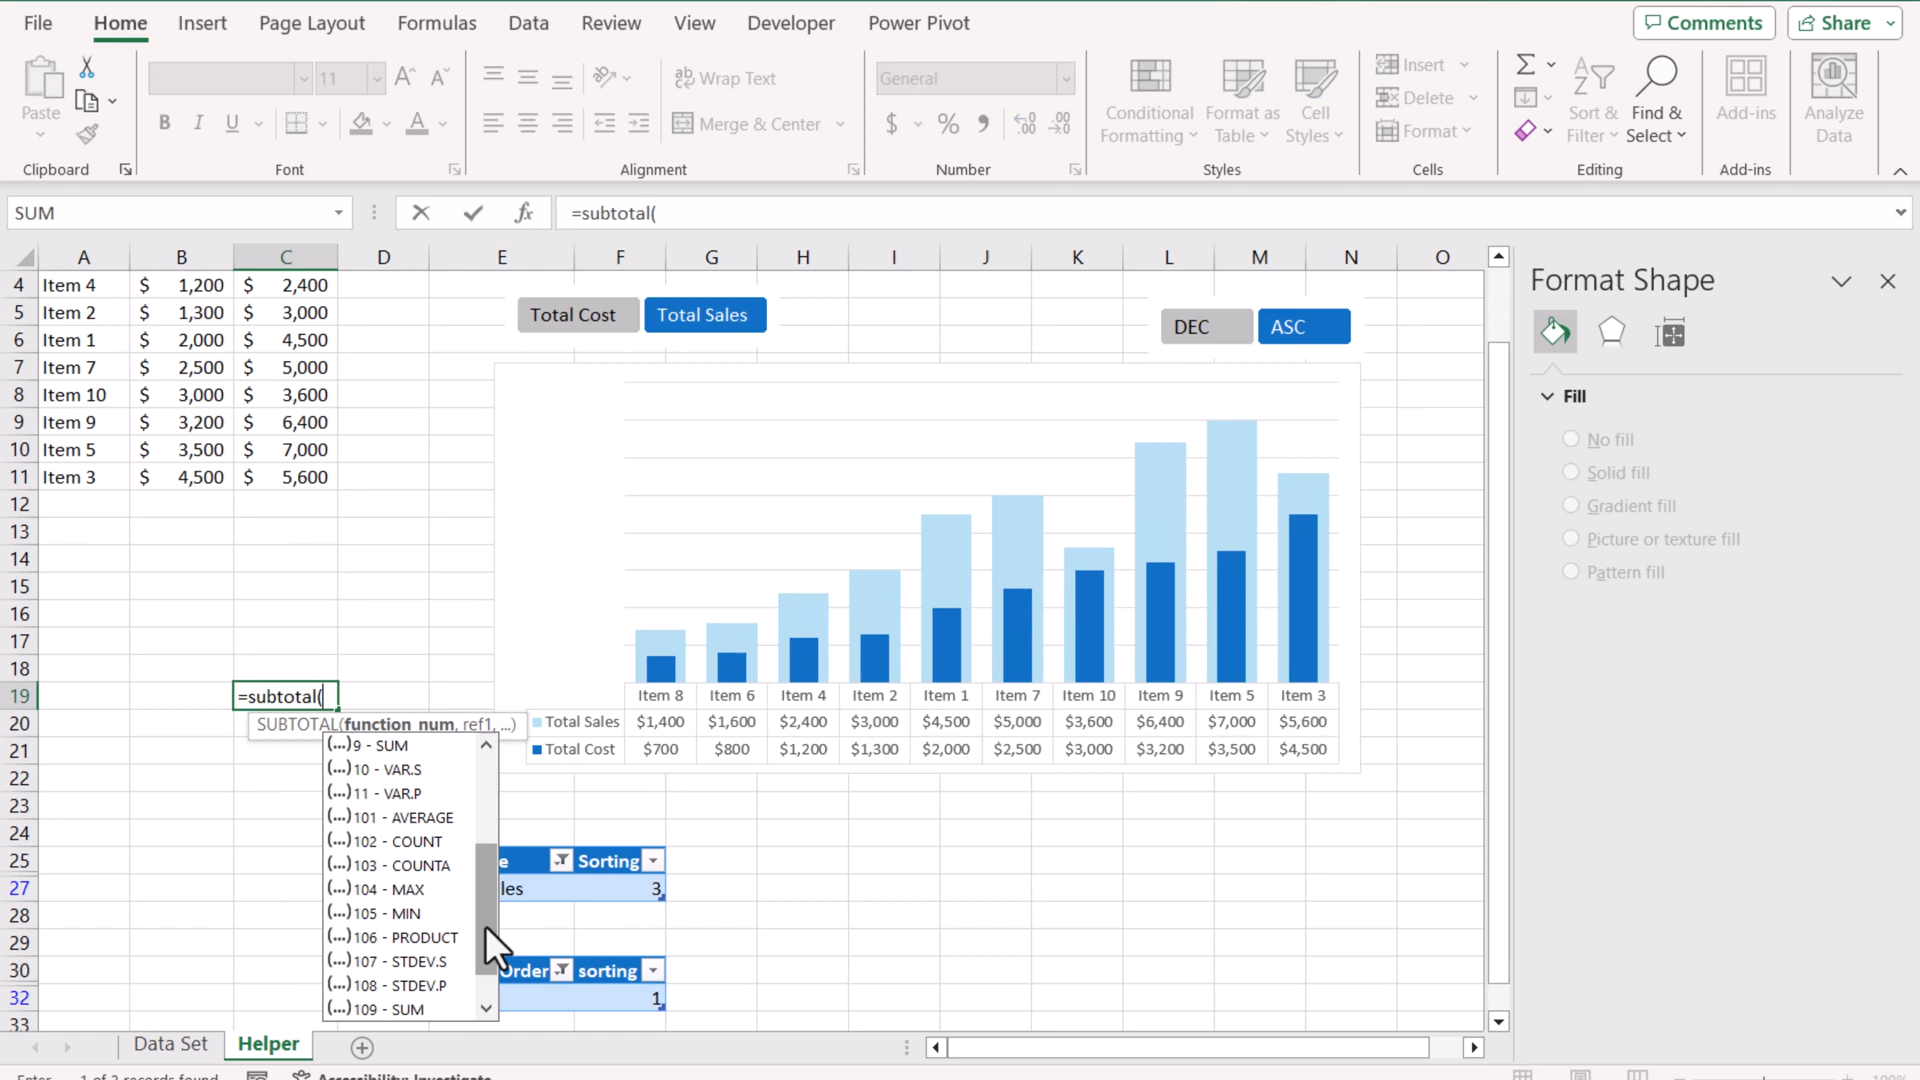 File Home Insert Page Layout Formulas Data Review View Developer Power Pivot Comments Share
Paste 11 A A Wrap Text General Insert
B I U A Merge & Center $ % 9 Conditional Formatting Format as Table Cell Styles Delete Format Sort & Filter Find & Select Add-ins Analyze Data
Clipboard Font Alignment Number Styles Cells Editing Add-ins
SUM fx =subtotal(
A B C D E F G H I J K L M N O
4 Item 4 $ 1,200 $ 2,400
5 Item 2 $ 1,300 $ 3,000
6 Item 1 $ 2,000 $ 4,500
7 Item 7 $ 2,500 $ 5,000
8 Item 10 $ 3,000 $ 3,600
9 Item 9 $ 3,200 $ 6,400
10 Item 5 $ 3,500 $ 7,000
11 Item 3 $ 4,500 $ 5,600
12
13
14
15
16
17
18
19 =subtotal(
20 SUBTOTAL(function_num, ref1, ...)
21
22
23
24
25
27
28
29
30
32
33
(...) 9 - SUM
(...) 10 - VAR.S
(...) 11 - VAR.P
(...) 101 - AVERAGE
(...) 102 - COUNT
(...) 103 - COUNTA
(...) 104 - MAX
(...) 105 - MIN
(...) 106 - PRODUCT
(...) 107 - STDEV.S
(...) 108 - STDEV.P
(...) 109 - SUM
Total Cost Total Sales
DEC ASC
Item 8 Item 6 Item 4 Item 2 Item 1 Item 7 Item 10 Item 9 Item 5 Item 3
Total Sales $1,400 $1,600 $2,400 $3,000 $4,500 $5,000 $3,600 $6,400 $7,000 $5,600
Total Cost $700 $800 $1,200 $1,300 $2,000 $2,500 $3,000 $3,200 $3,500 $4,500
e Sorting
les 3
Order sorting
1
Format Shape
Fill
No fill
Solid fill
Gradient fill
Picture or texture fill
Pattern fill
Data Set Helper
Enter 1 of 2 records found Accessibility: Investigate 100%